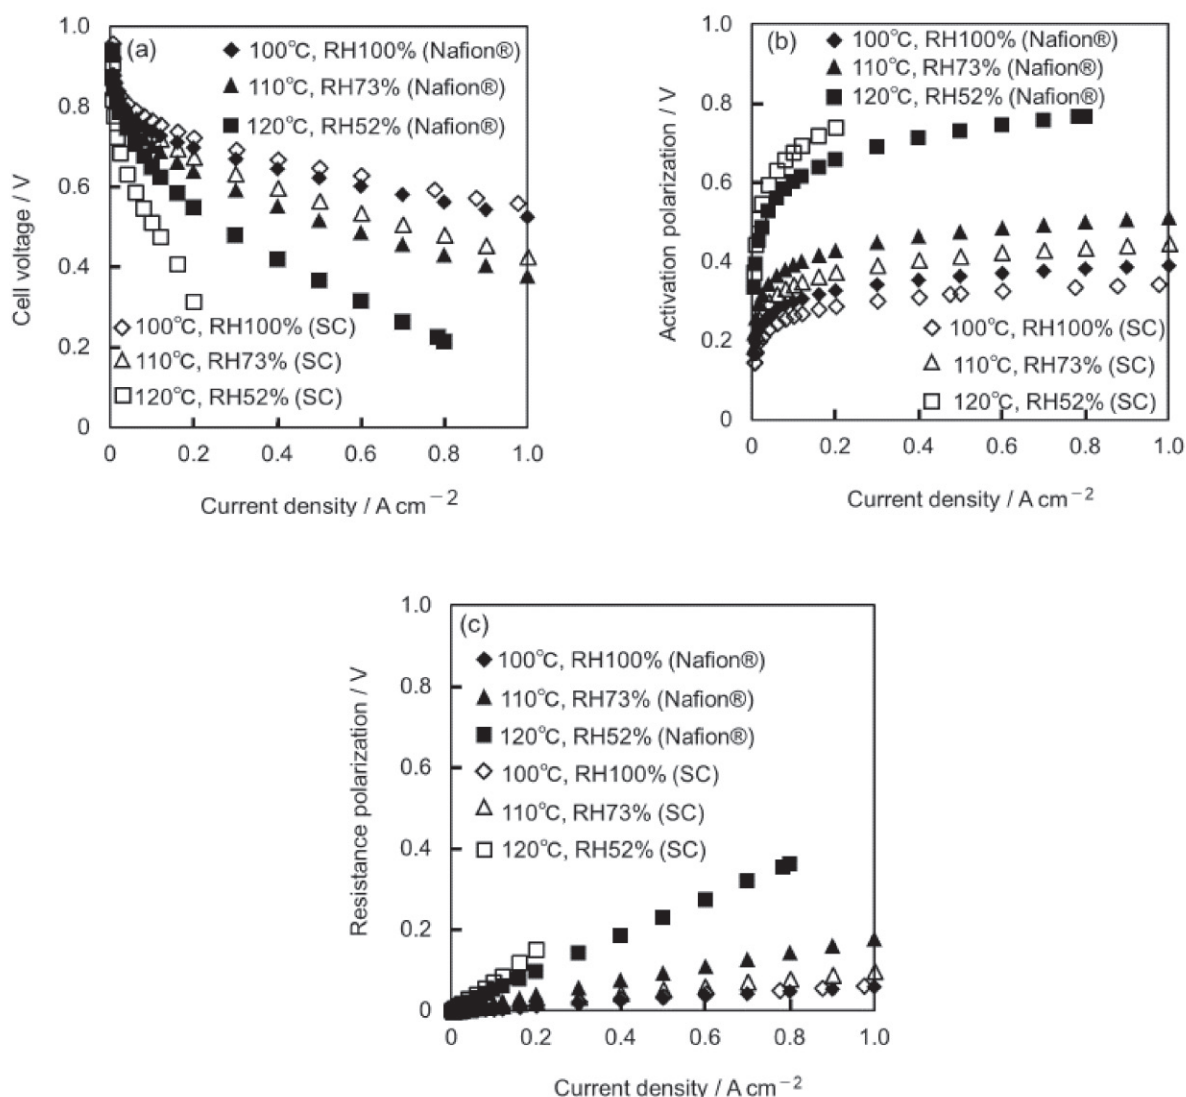 1.0
(a)
100℃, RH100% (Nafion®)
110℃, RH73% (Nafion®)
120℃, RH52% (Nafion®)
0.8
0.6
0.4
0.2
0
Cell voltage / V
100℃, RH100% (SC)
110℃, RH73% (SC)
120℃, RH52% (SC)
0 0.2 0.4 0.6 0.8 1.0
Current density / A cm−2
1.0
(b)
100℃, RH100% (Nafion®)
110℃, RH73% (Nafion®)
120℃, RH52% (Nafion®)
0.8
0.6
0.4
0.2
0
Activation polarization / V
100℃, RH100% (SC)
110℃, RH73% (SC)
120℃, RH52% (SC)
0 0.2 0.4 0.6 0.8 1.0
Current density / A cm−2
1.0
(c)
100℃, RH100% (Nafion®)
110℃, RH73% (Nafion®)
120℃, RH52% (Nafion®)
100℃, RH100% (SC)
110℃, RH73% (SC)
120℃, RH52% (SC)
0.8
0.6
0.4
0.2
0
Resistance polarization / V
0 0.2 0.4 0.6 0.8 1.0
Current density / A cm−2